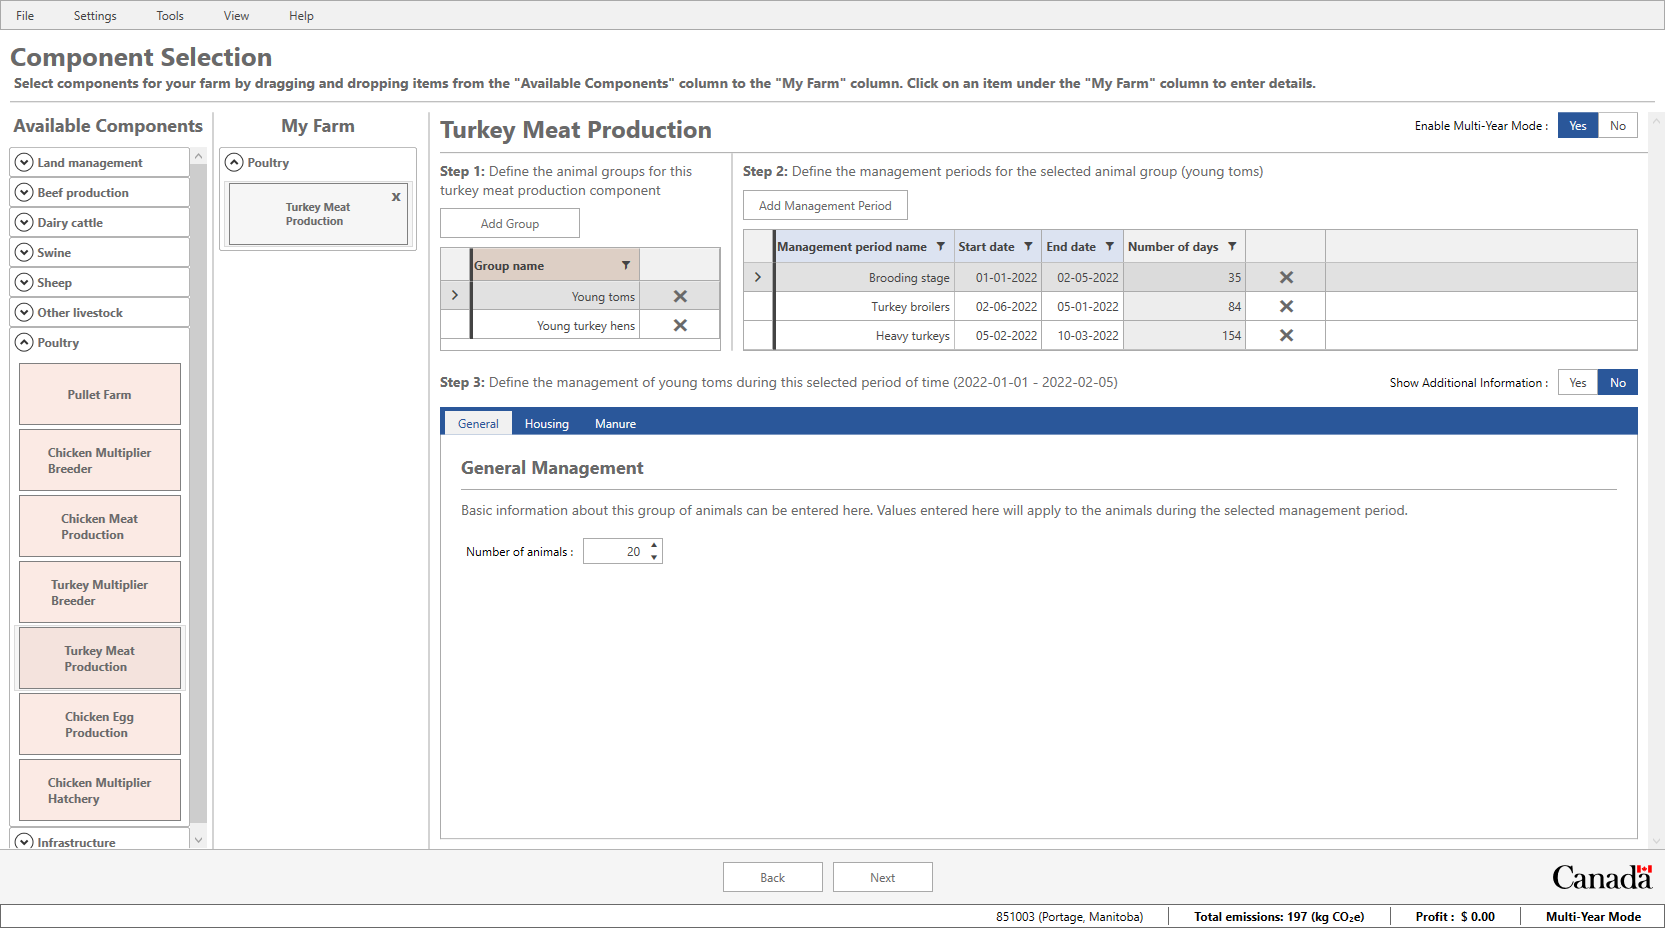 File Settings Tools View Help
Component Selection
Select components for your farm by dragging and dropping items from the "Available Components" column to the "My Farm" column. Click on an item under the "My Farm" column to enter details.
Available Components
Land management
Beef production
Dairy cattle
Swine
Sheep
Other livestock
Poultry
Pullet Farm
Chicken Multiplier
Breeder
Chicken Meat
Production
Turkey Multiplier
Breeder
Turkey Meat
Production
Chicken Egg
Production
Chicken Multiplier
Hatchery
Infrastructure
My Farm
Poultry
Turkey Meat
Production
x
Turkey Meat Production
Enable Multi-Year Mode : Yes No
Step 1: Define the animal groups for this
turkey meat production component
Add Group
Group name
Young toms
Young turkey hens
Step 2: Define the management periods for the selected animal group (young toms)
Add Management Period
Management period name Start date End date Number of days
Brooding stage 01-01-2022 02-05-2022 35
Turkey broilers 02-06-2022 05-01-2022 84
Heavy turkeys 05-02-2022 10-03-2022 154
Step 3: Define the management of young toms during this selected period of time (2022-01-01 - 2022-02-05)
Show Additional Information : Yes No
General Housing Manure
General Management
Basic information about this group of animals can be entered here. Values entered here will apply to the animals during the selected management period.
Number of animals : 20
Back Next
Canada
851003 (Portage, Manitoba) Total emissions: 197 (kg CO₂e) Profit : $ 0.00 Multi-Year Mode